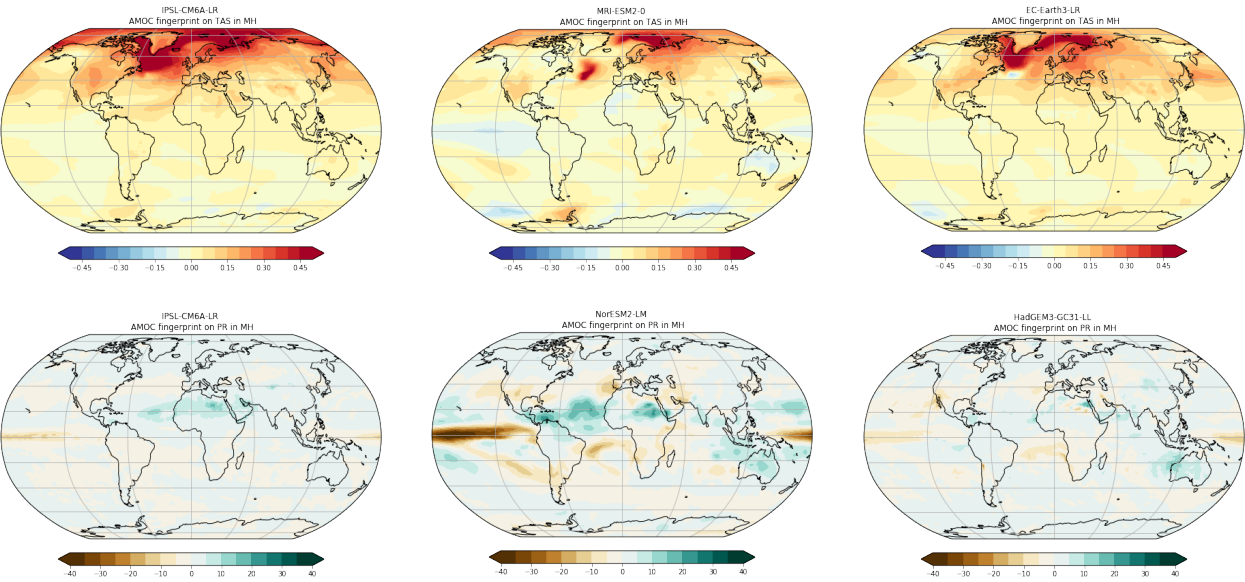 IPSL-CM6A-LR
AMOC fingerprint on TAS in MH
−0.45 −0.30 −0.15 0.00 0.15 0.30 0.45
MRI-ESM2-0
AMOC fingerprint on TAS in MH
−0.45 −0.30 −0.15 0.00 0.15 0.30 0.45
EC-Earth3-LR
AMOC fingerprint on TAS in MH
−0.45 −0.30 −0.15 0.00 0.15 0.30 0.45
IPSL-CM6A-LR
AMOC fingerprint on PR in MH
−40 −30 −20 −10 0 10 20 30 40
NorESM2-LM
AMOC fingerprint on PR in MH
−40 −30 −20 −10 0 10 20 30 40
HadGEM3-GC31-LL
AMOC fingerprint on PR in MH
−40 −30 −20 −10 0 10 20 30 40